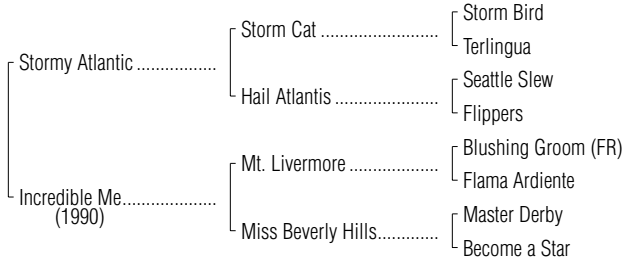 Storm Bird
Storm Cat ..........................
Terlingua
Stormy Atlantic .................
Seattle Slew
Hail Atlantis .......................
Flippers
Blushing Groom (FR)
Mt. Livermore ....................
Flama Ardiente
Incredible Me.....................
(1990)
Master Derby
Miss Beverly Hills.............
Become a Star